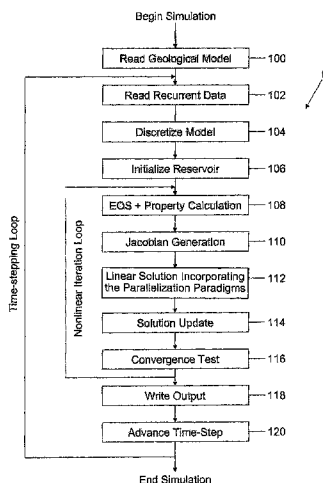 Begin Simulation
Read Geological Model 100
Read Recurrent Data 102
Discretize Model 104
Initialize Reservoir 106
EOS + Property Calculation 108
Jacobian Generation 110
Linear Solution Incorporating
the Parallelization Paradigms 112
Solution Update 114
Convergence Test 116
Write Output 118
Advance Time-Step 120
End Simulation
Time-stepping Loop
Nonlinear Iteration Loop